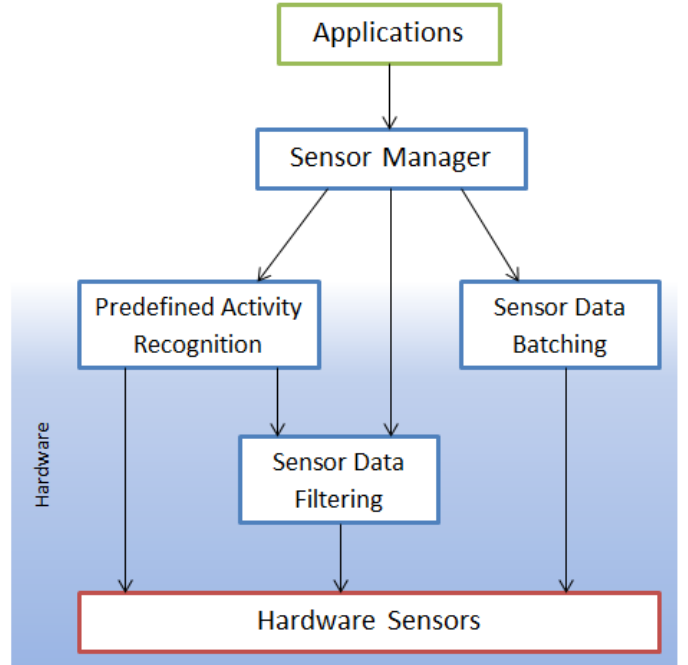 Applications
Sensor Manager
Predefined Activity
Recognition
Sensor Data
Batching
Hardware
Sensor Data
Filtering
Hardware Sensors